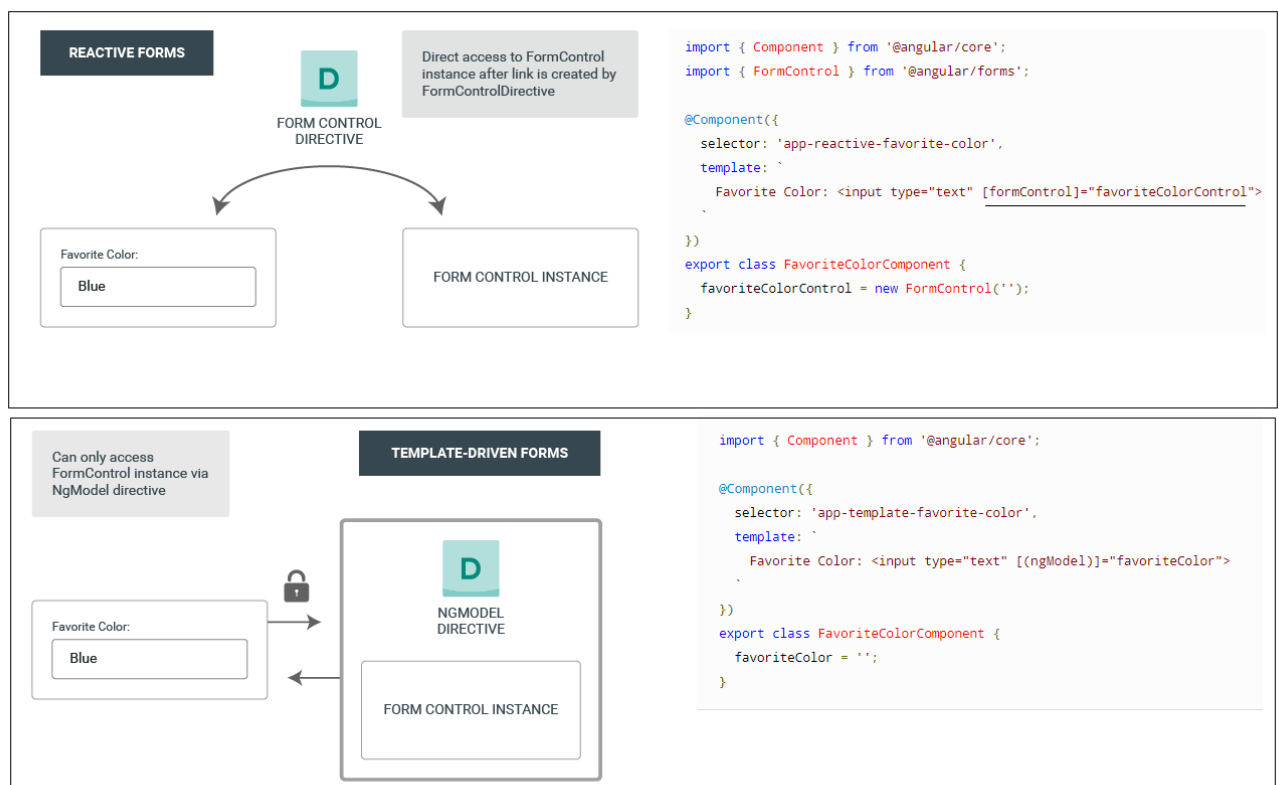 REACTIVE FORMS
D
FORM CONTROL
DIRECTIVE
Direct access to FormControl
instance after link is created by
FormControlDirective
Favorite Color:
Blue
FORM CONTROL INSTANCE
import { Component } from '@angular/core';
import { FormControl } from '@angular/forms';
@Component({
  selector: 'app-reactive-favorite-color',
  template: `
    Favorite Color: <input type="text" [formControl]="favoriteColorControl">
  `
})
export class FavoriteColorComponent {
  favoriteColorControl = new FormControl('');
}
Can only access
FormControl instance via
NgModel directive
TEMPLATE-DRIVEN FORMS
D
NGMODEL
DIRECTIVE
Favorite Color:
Blue
FORM CONTROL INSTANCE
import { Component } from '@angular/core';
@Component({
  selector: 'app-template-favorite-color',
  template: `
    Favorite Color: <input type="text" [(ngModel)]="favoriteColor">
  `
})
export class FavoriteColorComponent {
  favoriteColor = '';
}